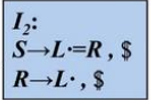 I₂:
S→L·=R , $
R→L· , $